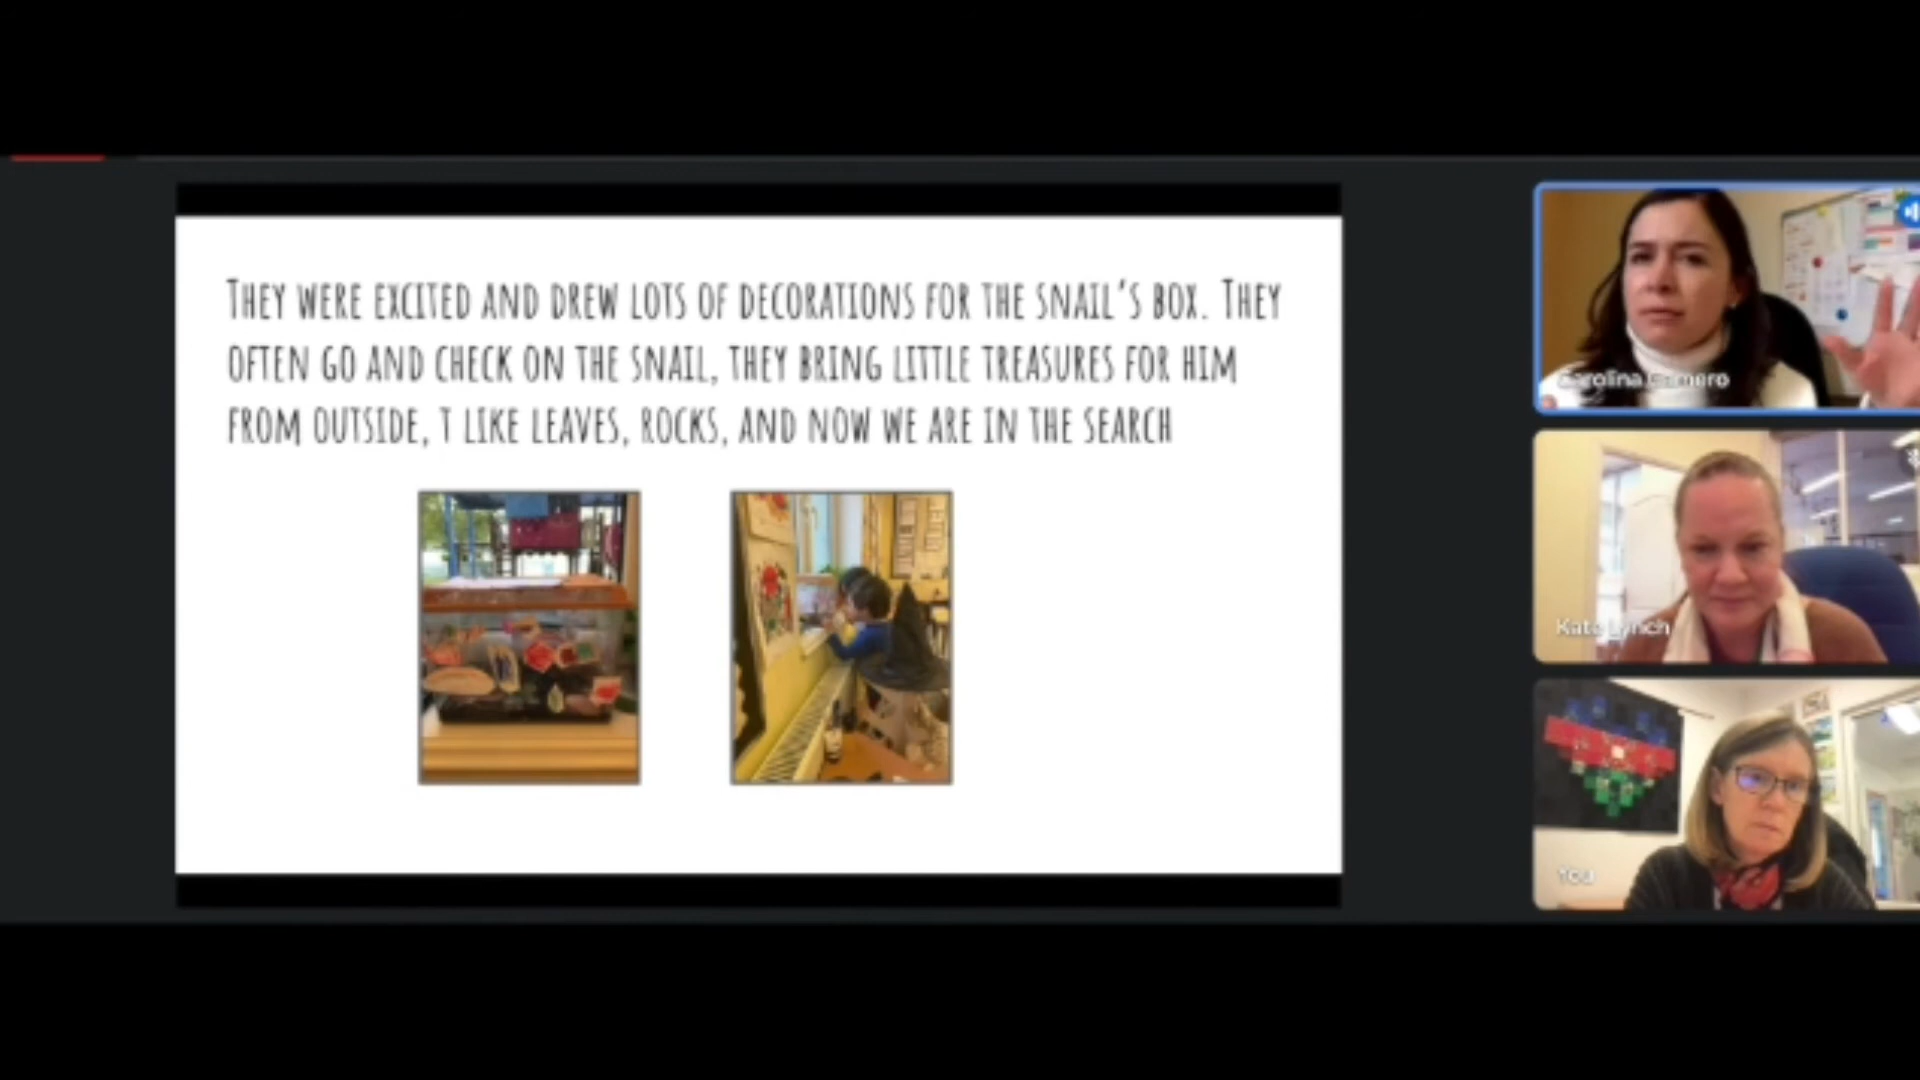 THEY WERE EXCITED AND DREW LOTS OF DECORATIONS FOR THE SNAIL'S BOX. THEY
OFTEN GO AND CHECK ON THE SNAIL, THEY BRING LITTLE TREASURES FOR HIM
FROM OUTSIDE, T LIKE LEAVES, ROCKS, AND NOW WE ARE IN THE SEARCH
Carolina
Kate Lynch
You